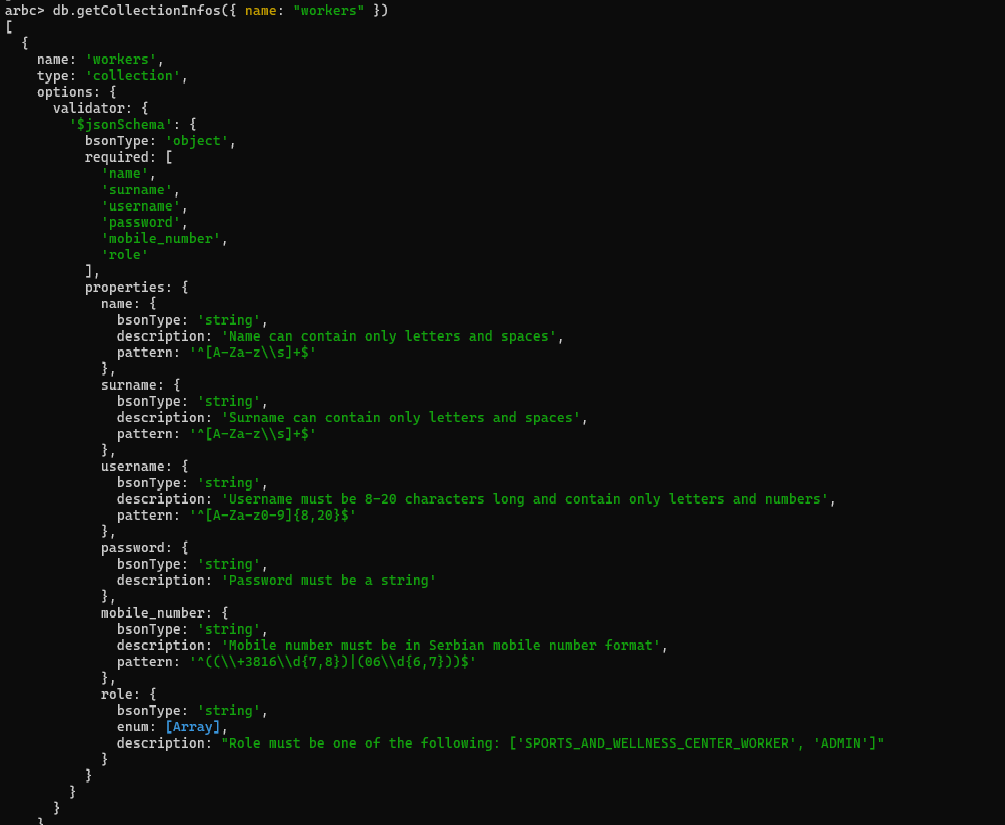 arbc> db.getCollectionInfos({ name: "workers" })
[
  {
    name: 'workers',
    type: 'collection',
    options: {
      validator: {
        '$jsonSchema': {
          bsonType: 'object',
          required: [
            'name',
            'surname',
            'username',
            'password',
            'mobile_number',
            'role'
          ],
          properties: {
            name: {
              bsonType: 'string',
              description: 'Name can contain only letters and spaces',
              pattern: '^[A-Za-z\\s]+$'
            },
            surname: {
              bsonType: 'string',
              description: 'Surname can contain only letters and spaces',
              pattern: '^[A-Za-z\\s]+$'
            },
            username: {
              bsonType: 'string',
              description: 'Username must be 8-20 characters long and contain only letters and numbers',
              pattern: '^[A-Za-z0-9]{8,20}$'
            },
            password: {
              bsonType: 'string',
              description: 'Password must be a string'
            },
            mobile_number: {
              bsonType: 'string',
              description: 'Mobile number must be in Serbian mobile number format',
              pattern: '^((\\+3816\\d{7,8})|(06\\d{6,7}))$'
            },
            role: {
              bsonType: 'string',
              enum: [Array],
              description: "Role must be one of the following: ['SPORTS_AND_WELLNESS_CENTER_WORKER', 'ADMIN']"
            }
          }
        }
      }
    }